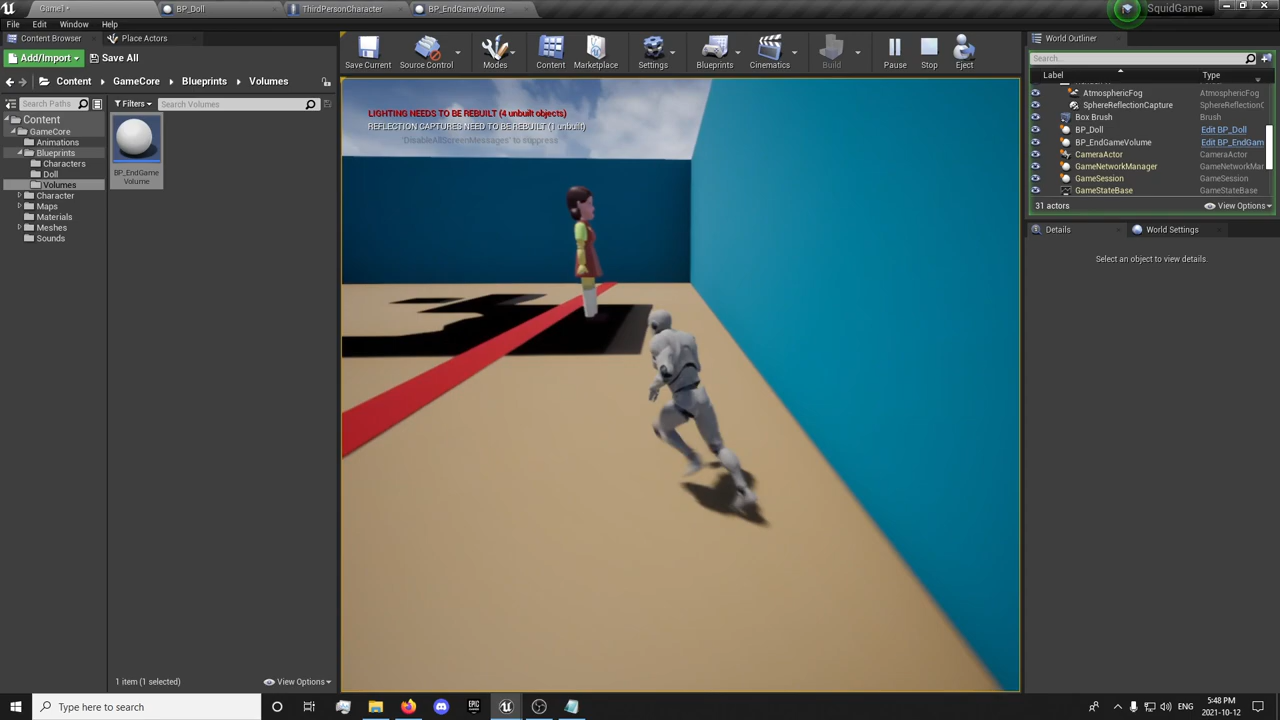 Game1*
BP_Doll
ThirdPersonCharacter
BP_EndGameVolume
SquidGame
File
Edit
Window
Help
Content Browser
Place Actors
Add/Import
Save All
Save Current
Source Control
Modes
Content
Marketplace
Settings
Blueprints
Cinematics
Build
Pause
Stop
Eject
World Outliner
Search...
Label
Type
Content
GameCore
Blueprints
Volumes
Search Paths
Filters
Search Volumes
Content
GameCore
Animations
Blueprints
Characters
Doll
Volumes
Character
Maps
Materials
Meshes
Sounds
BP_EndGame
Volume
LIGHTING NEEDS TO BE REBUILT (4 unbuilt objects)
REFLECTION CAPTURES NEED TO BE REBUILT (1 unbuilt)
'DisableAllScreenMessages' to suppress
AtmosphericFog
AtmosphericFog
SphereReflectionCapture
SphereReflectionC
Box Brush
Brush
BP_Doll
Edit BP_Doll
BP_EndGameVolume
Edit BP_EndGam
CameraActor
CameraActor
GameNetworkManager
GameNetworkMar
GameSession
GameSession
GameStateBase
GameStateBase
31 actors
View Options
Details
World Settings
Select an object to view details.
1 item (1 selected)
View Options
Type here to search
EPIC
5:48 PM
2021-10-12